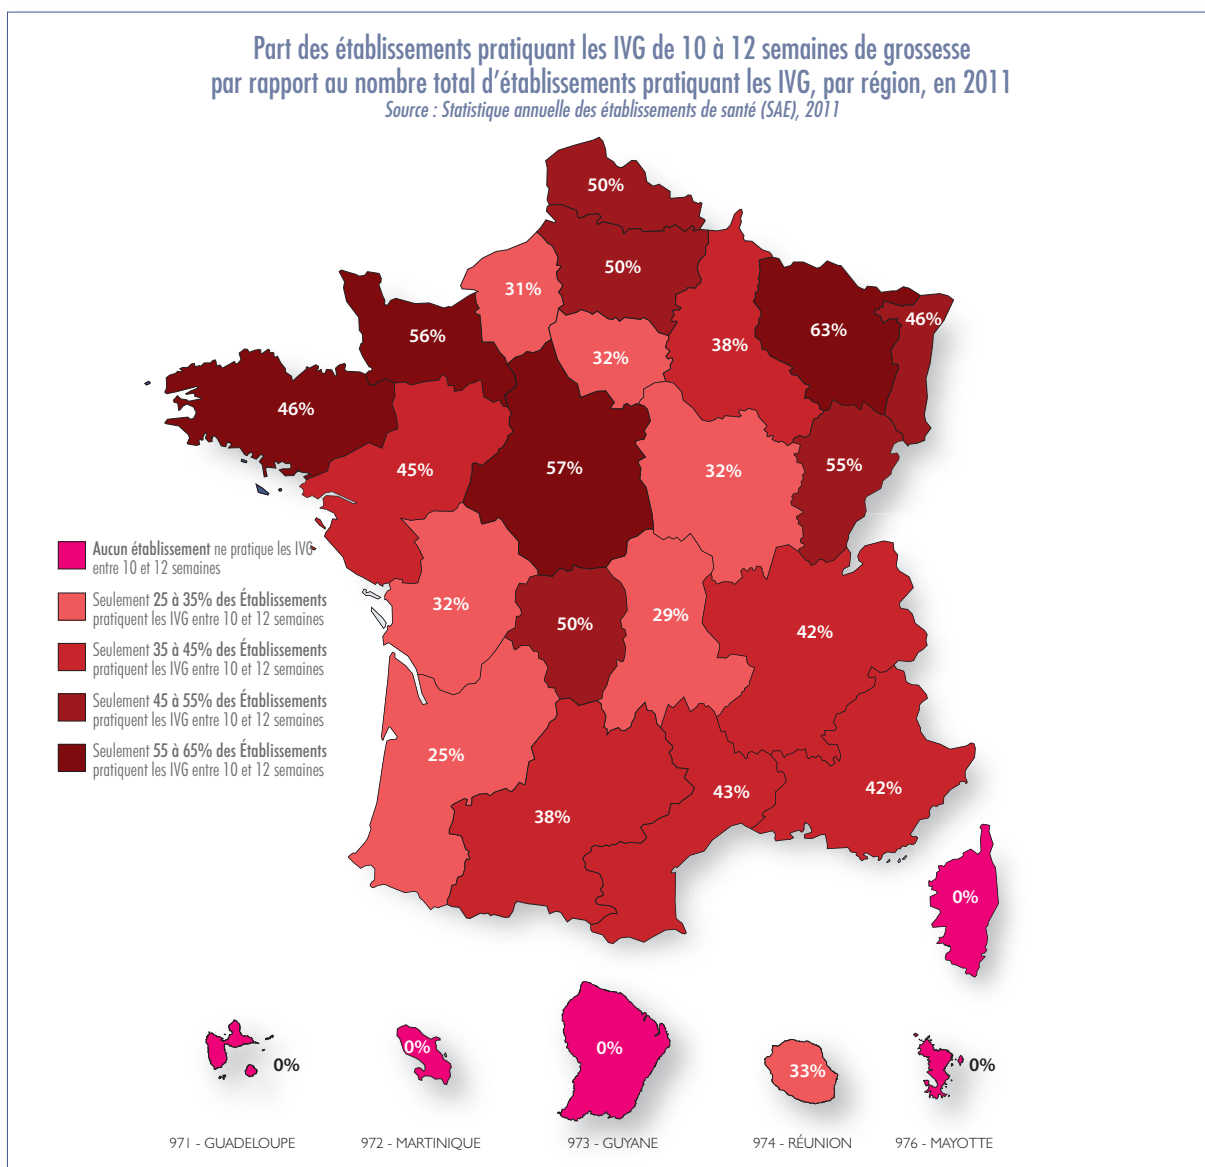 Part des établissements pratiquant les IVG de 10 à 12 semaines de grossesse
par rapport au nombre total d'établissements pratiquant les IVG, par région, en 2011
Source : Statistique annuelle des établissements de santé (SAE), 2011
50%
50%
31%
56%
32%
38%
63%
46%
46%
45%
57%
32%
55%
Aucun établissement ne pratique les IVG
entre 10 et 12 semaines
Seulement 25 à 35% des Établissements
pratiquent les IVG entre 10 et 12 semaines
Seulement 35 à 45% des Établissements
pratiquent les IVG entre 10 et 12 semaines
Seulement 45 à 55% des Établissements
pratiquent les IVG entre 10 et 12 semaines
Seulement 55 à 65% des Établissements
pratiquent les IVG entre 10 et 12 semaines
32%
50%
29%
42%
25%
38%
43%
42%
0%
0%
0%
0%
33%
0%
971 - GUADELOUPE
972 - MARTINIQUE
973 - GUYANE
974 - RÉUNION
976 - MAYOTTE